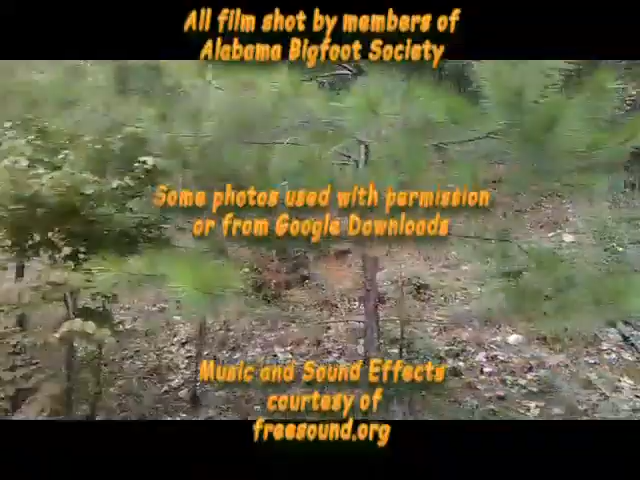 All film shot by members of
Alabama Bigfoot Society
Some photos used with permission
or from Google Downloads
Music and Sound Effects
courtesy of
freesound.org